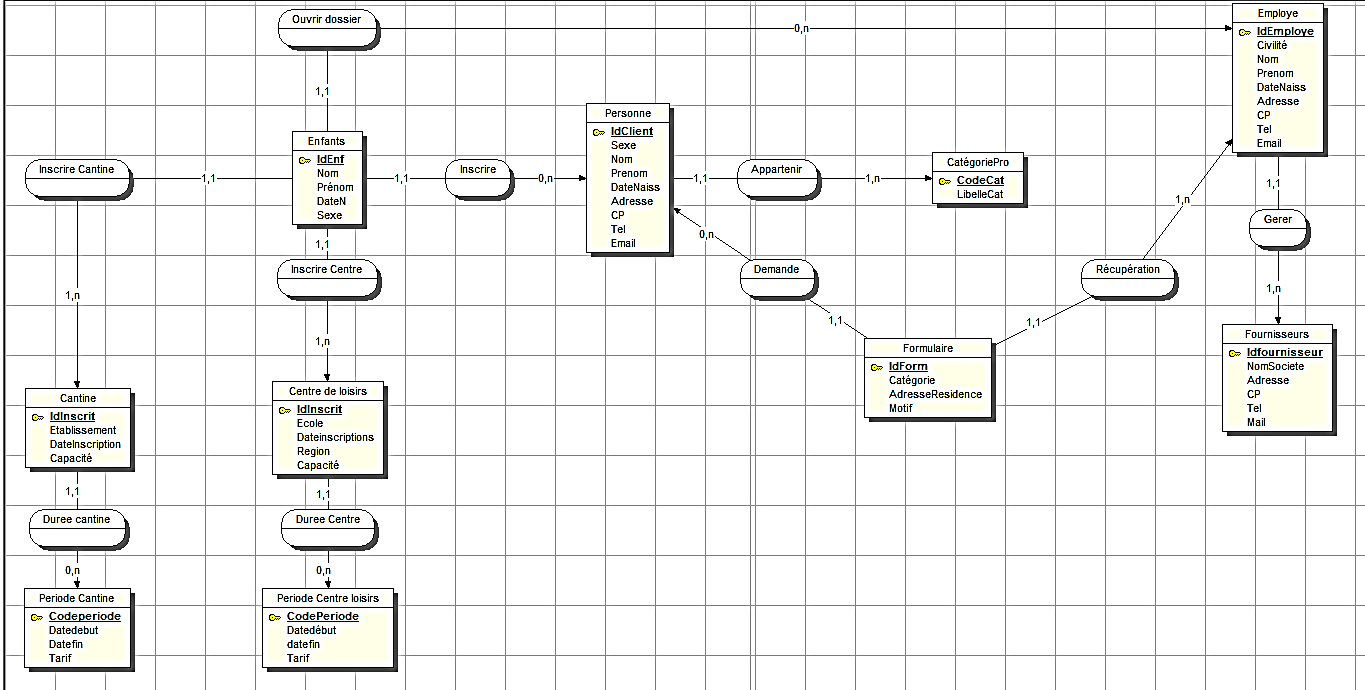 Ouvrir dossier
0,n
1,1
Employe
IdEmploye
Civilité
Nom
Prenom
DateNaiss
Adresse
CP
Tel
Email
Enfants
IdEnf
Nom
Prénom
DateN
Sexe
Inscrire Cantine
1,1
1,1
Inscrire
0,n
Personne
IdClient
Sexe
Nom
Prenom
DateNaiss
Adresse
CP
Tel
Email
1,1
Appartenir
1,n
CatégoriePro
CodeCat
LibelleCat
1,n
1,1
Gerer
1,n
0,n
Demande
1,1
Récupération
1,1
1,1
Inscrire Centre
1,n
1,n
Formulaire
IdForm
Catégorie
AdresseResidence
Motif
Fournisseurs
Idfournisseur
NomSociete
Adresse
CP
Tel
Mail
Cantine
IdInscrit
Etablissement
DateInscription
Capacité
Centre de loisirs
IdInscrit
Ecole
Dateinscriptions
Region
Capacité
1,1
1,1
Duree cantine
Duree Centre
0,n
0,n
Periode Cantine
Codeperiode
Datedebut
Datefin
Tarif
Periode Centre loisirs
CodePeriode
Datedébut
datefin
Tarif